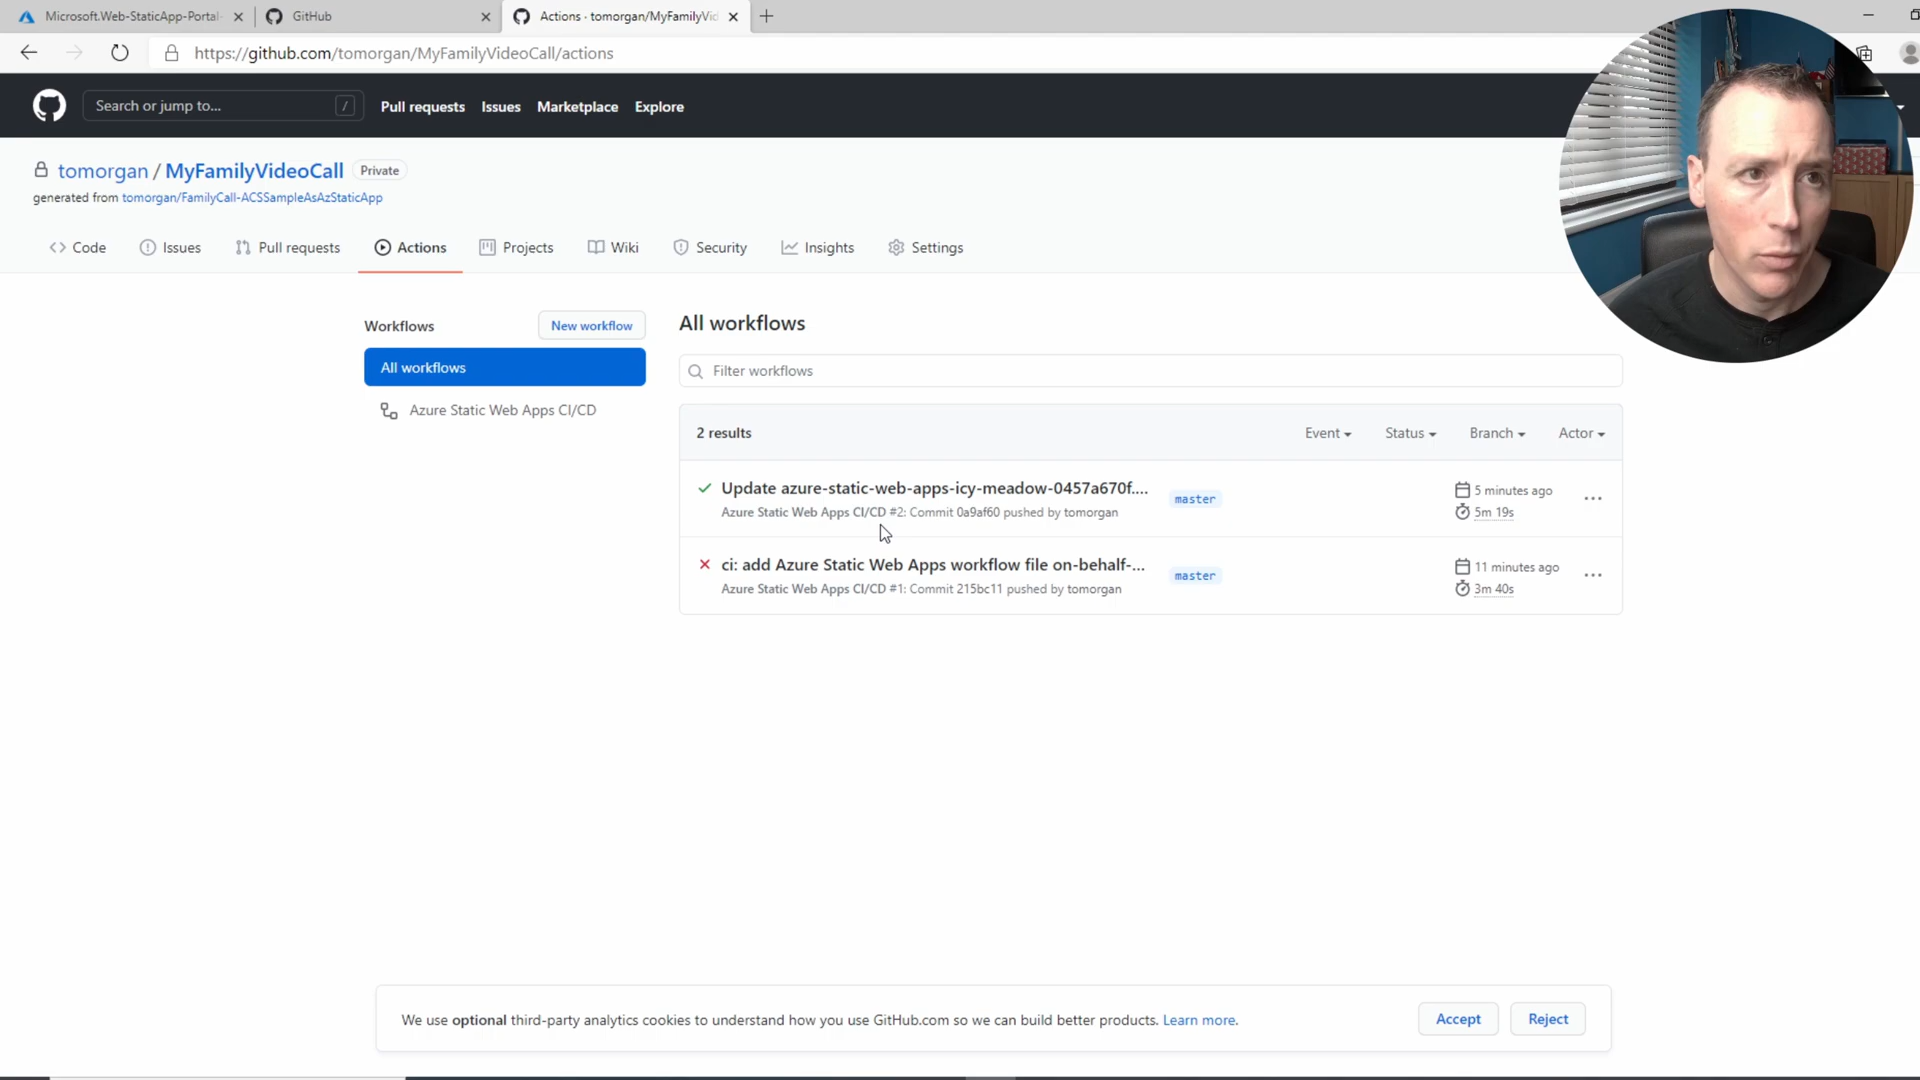 Microsoft.Web-StaticApp-Portal-
GitHub
Actions · tomorgan/MyFamilyVid
https://github.com/tomorgan/MyFamilyVideoCall/actions
Search or jump to... /
Pull requests Issues Marketplace Explore
tomorgan / MyFamilyVideoCall Private
generated from tomorgan/FamilyCall-ACSSampleAsAzStaticApp
Code Issues Pull requests Actions Projects Wiki Security Insights Settings
Workflows New workflow
All workflows
Azure Static Web Apps CI/CD
All workflows
Filter workflows
2 results Event Status Branch Actor
Update azure-static-web-apps-icy-meadow-0457a670f....
Azure Static Web Apps CI/CD #2: Commit 0a9af60 pushed by tomorgan
master
5 minutes ago
5m 19s
ci: add Azure Static Web Apps workflow file on-behalf-...
Azure Static Web Apps CI/CD #1: Commit 215bc11 pushed by tomorgan
master
11 minutes ago
3m 40s
We use optional third-party analytics cookies to understand how you use GitHub.com so we can build better products. Learn more.
Accept Reject